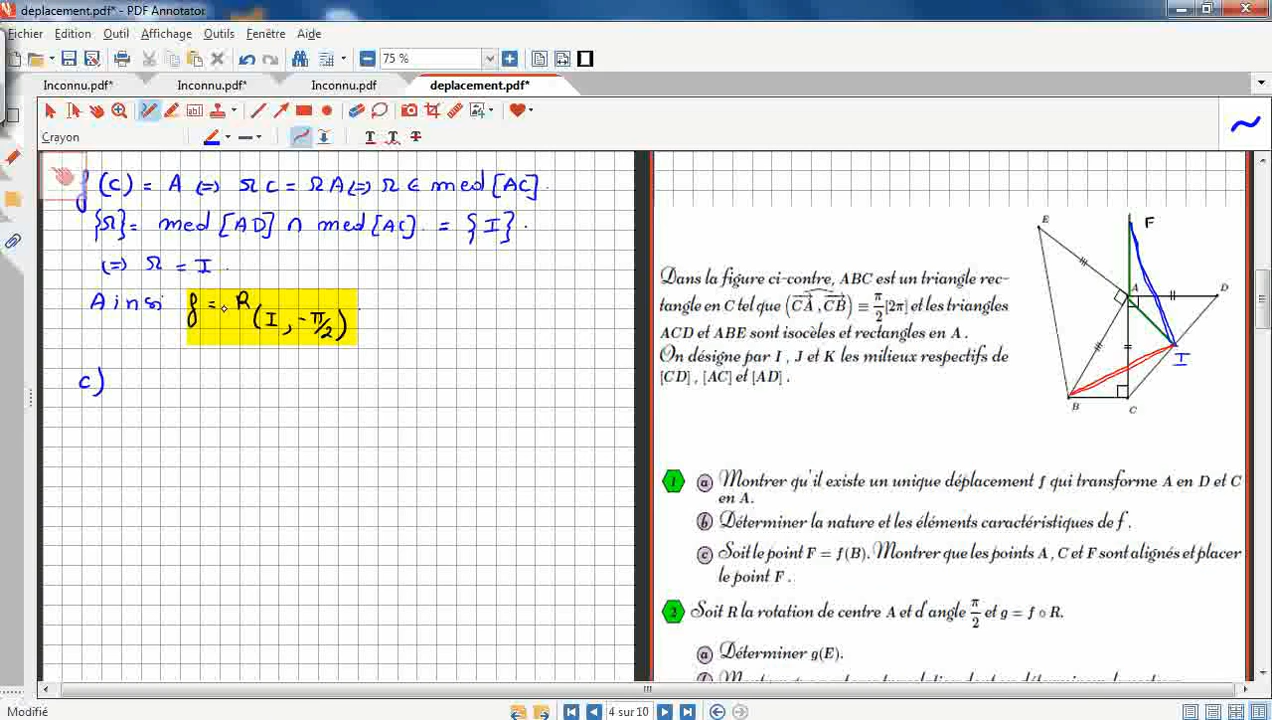 deplacement.pdf* - PDF Annotator
Fichier Edition Outil Affichage Outils Fenêtre Aide
75 %
Inconnu.pdf* Inconnu.pdf* Inconnu.pdf deplacement.pdf*
Crayon
f(C) = A ⇔ ΩC = ΩA ⇔ Ω ∈ med [AC].
{Ω} = med [AD] ∩ med [AC]. = {I}.
⇔ Ω = I.
Ainsi f = R(I, -π/2).
c)
E
F
A
D
I
B
C
Dans la figure ci-contre, ABC est un triangle rec-
tangle en C tel que (CA, CB) ≡ π/2 [2π] et les triangles
ACD et ABE sont isocèles et rectangles en A.
On désigne par I, J et K les milieux respectifs de
[CD], [AC] et [AD].
1 a Montrer qu'il existe un unique déplacement f qui transforme A en D et C
en A.
b Déterminer la nature et les éléments caractéristiques de f.
c Soit le point F = f(B). Montrer que les points A, C et F sont alignés et placer
le point F.
2 Soit R la rotation de centre A et d'angle π/2 et g = f ∘ R.
a Déterminer g(E).
Modifié
4 sur 10